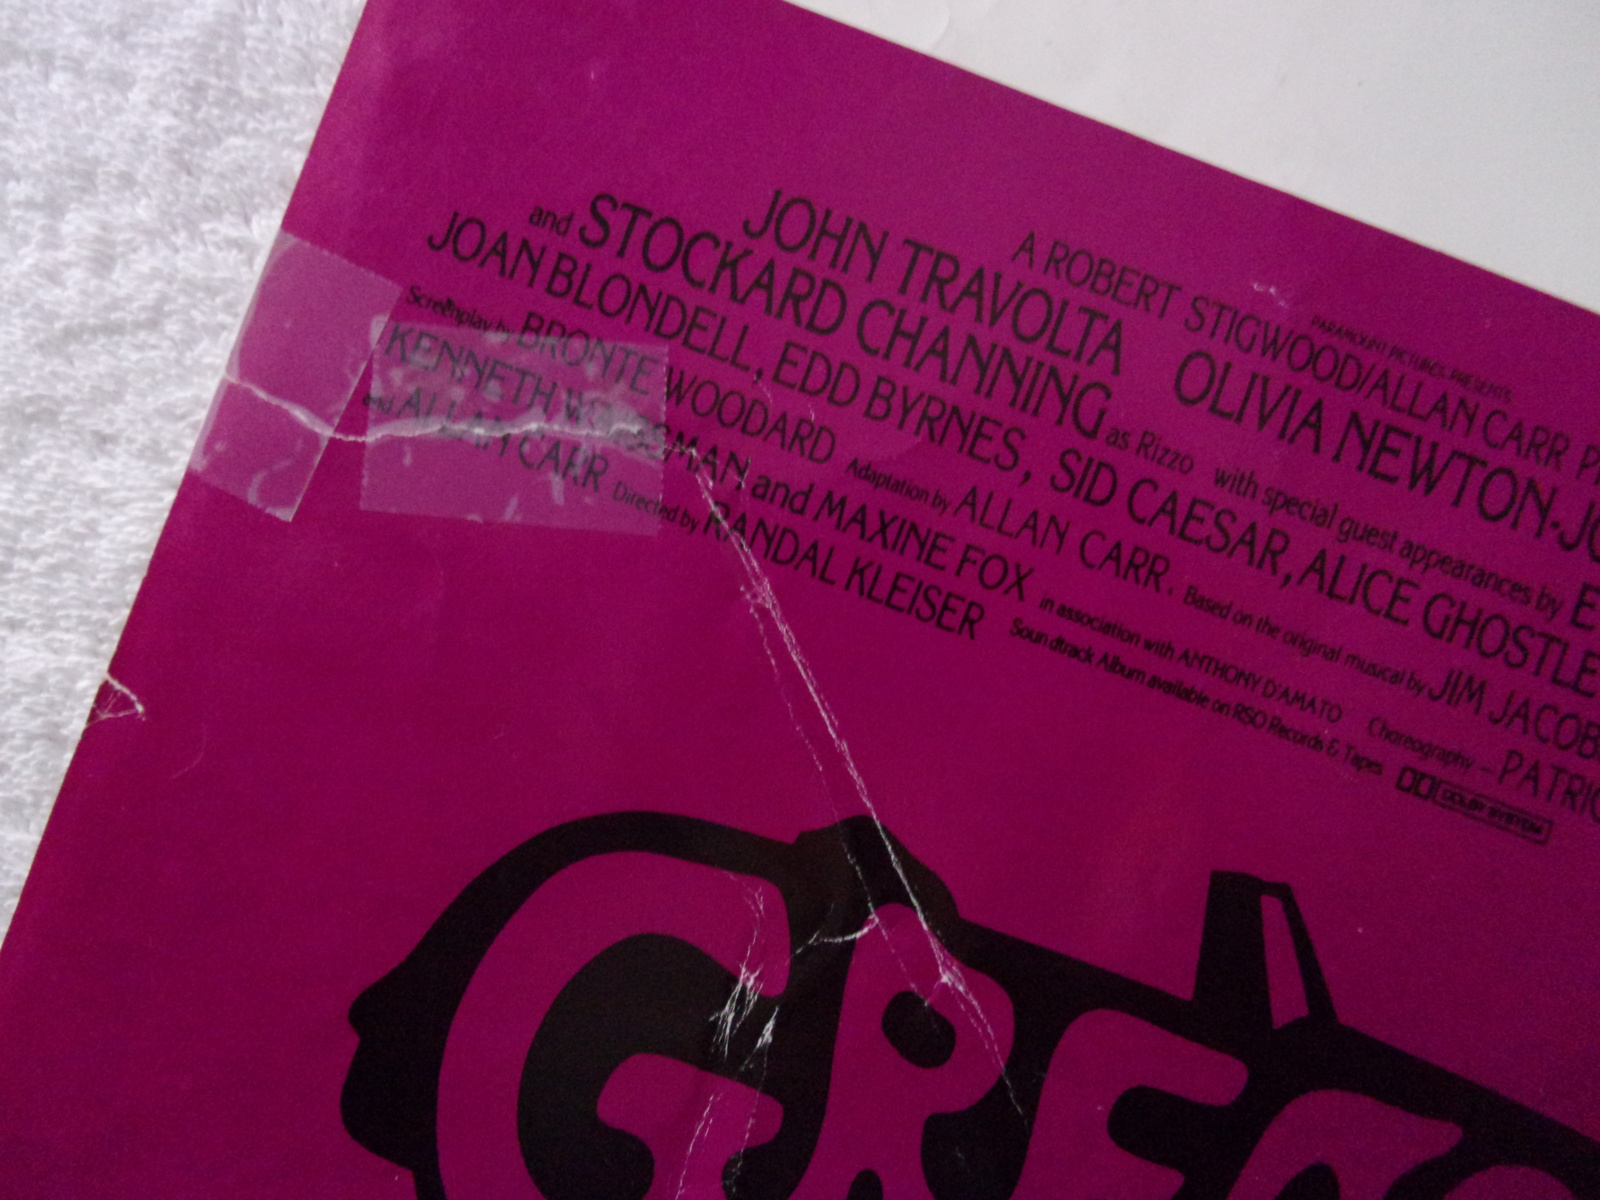 PARAMOUNT PICTURES PRESENTS
A ROBERT STIGWOOD/ALLAN CARR P
JOHN TRAVOLTA OLIVIA NEWTON-JO
and STOCKARD CHANNING as Rizzo with special guest appearances by E
JOAN BLONDELL, EDD BYRNES, SID CAESAR, ALICE GHOSTLE
Screenplay by BRONTE WOODARD Adaptation by ALLAN CARR. Based on the original musical by JIM JACOB
KENNETH and MAXINE FOX in association with ANTHONY D'AMATO Choreography – PATRIC
and ALLAN CARR Directed by RANDAL KLEISER Soundtrack Album available on RSO Records & Tapes DOLBY SYSTEM
GREAS